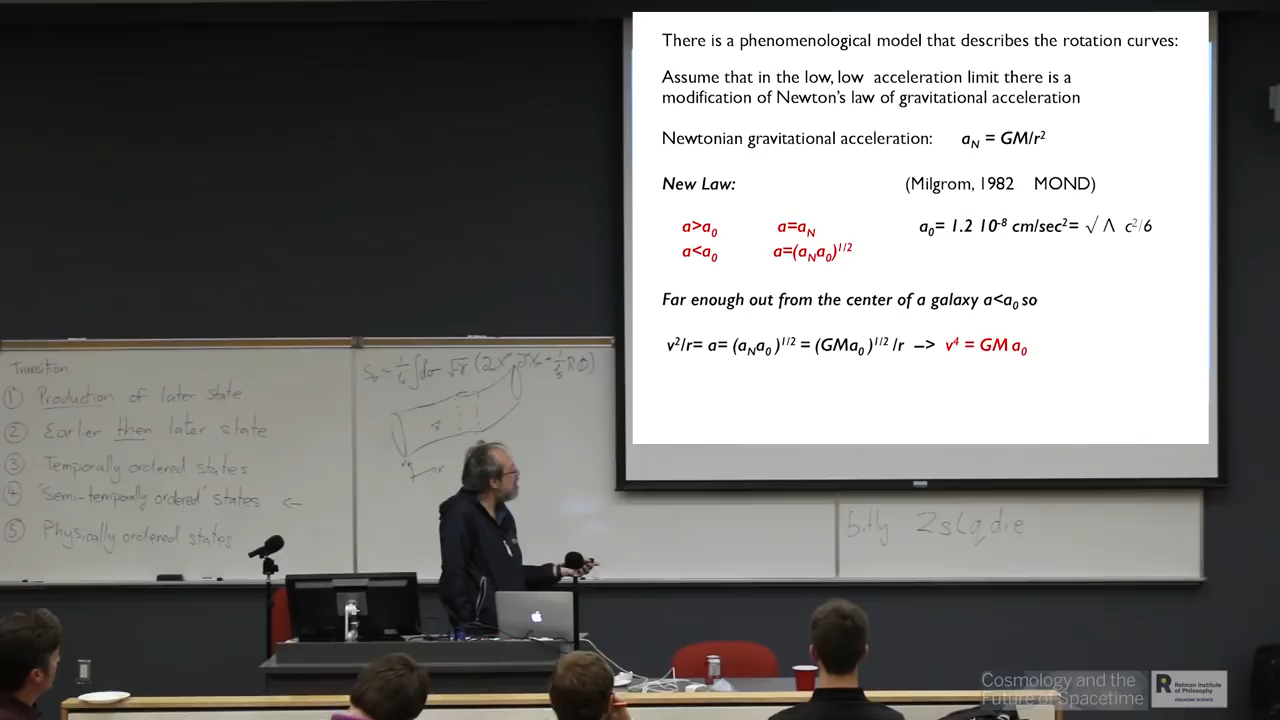 There is a phenomenological model that describes the rotation curves:
Assume that in the low, low acceleration limit there is a
modification of Newton's law of gravitational acceleration
Newtonian gravitational acceleration: a_N = GM/r²
New Law: (Milgrom, 1982 MOND)
a>a₀ a=a_N a₀= 1.2 10⁻⁸ cm/sec²= √ Λ c²/6
a<a₀ a=(a_Na₀)^1/2
Far enough out from the center of a galaxy a<a₀ so
v²/r= a= (a_Na₀)^1/2 = (GMa₀)^1/2 /r –> v⁴ = GM a₀
Transition
① Production of later state
② Earlier then later state
③ Temporally ordered states
④ 'Semi-temporally ordered' states ←
⑤ Physically ordered states
Cosmology and the
Future of Spacetime
R
Rotman Institute
of Philosophy
ENGAGING SCIENCE